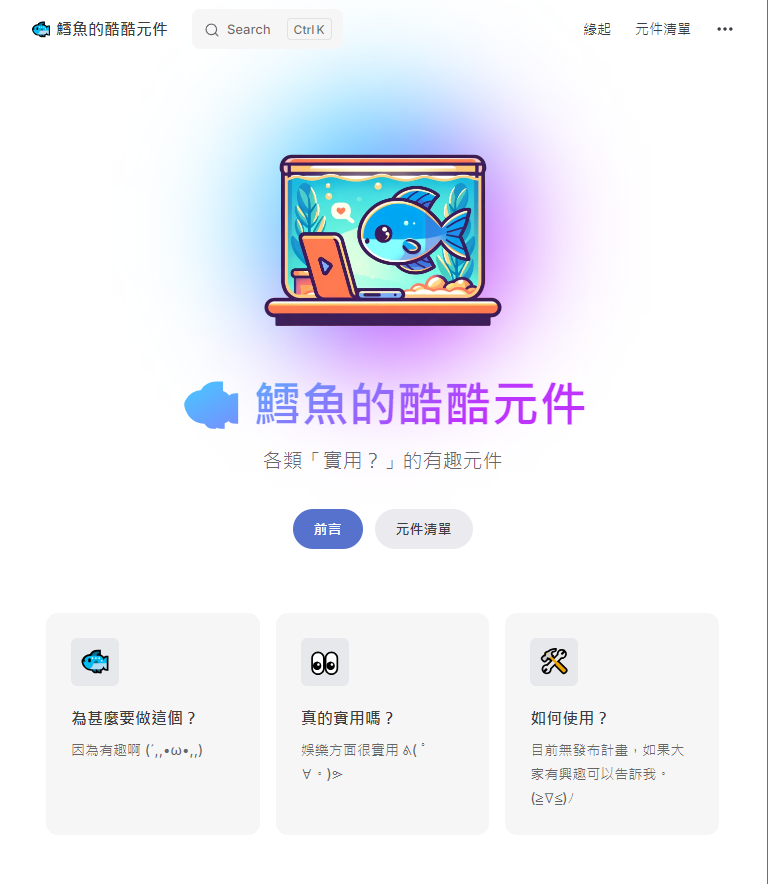 鱈魚的酷酷元件
Search Ctrl K
緣起
元件清單
鱈魚的酷酷元件
各類「實用？」的有趣元件
前言
元件清單
為甚麼要做這個？
因為有趣啊 (´,,•ω•,,)
真的實用嗎？
娛樂方面很實用 ᕕ( ﾟ
∀。)ᕗ
如何使用？
目前無發布計畫，如果大
家有興趣可以告訴我。
(≧∇≦)ﾉ